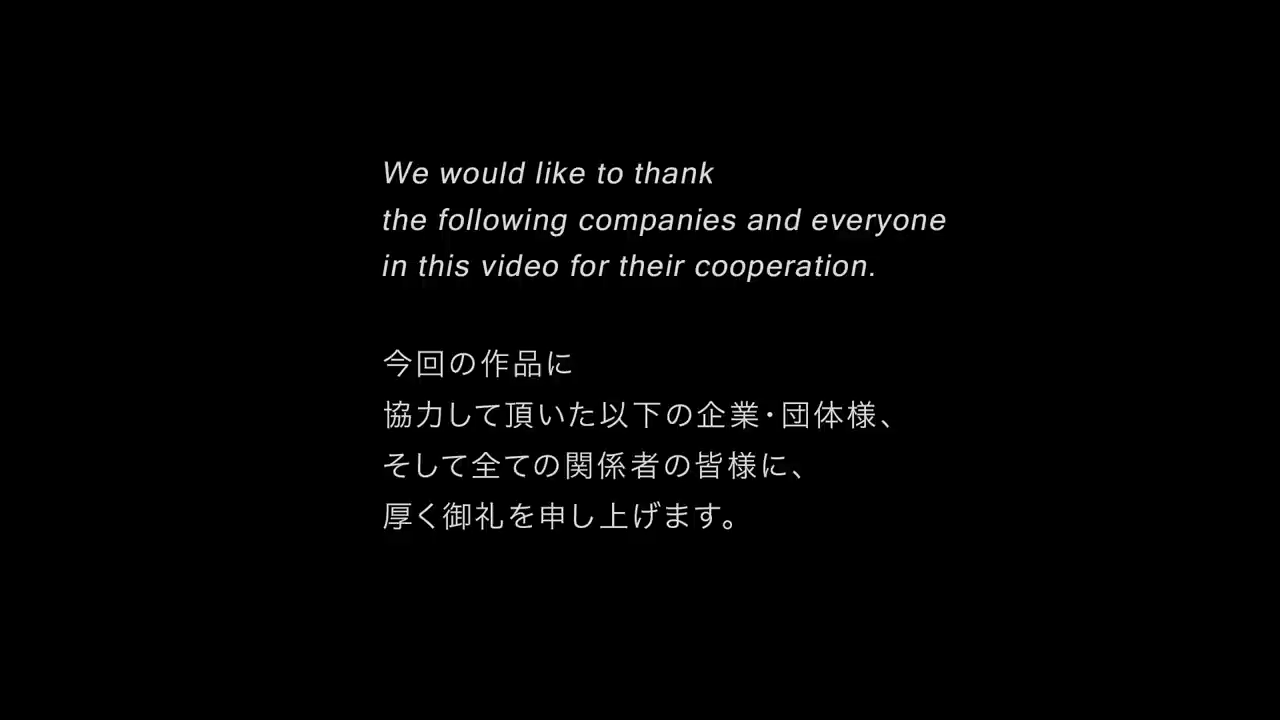 We would like to thank
the following companies and everyone
in this video for their cooperation.
今回の作品に
協力して頂いた以下の企業・団体様、
そして全ての関係者の皆様に、
厚く御礼を申し上げます。